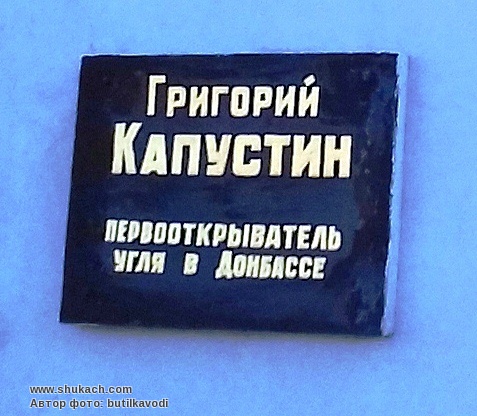 Григорий
Капустин
первооткрыватель
угля в Донбассе
www.shukach.com
Автор фото: butilkavodi